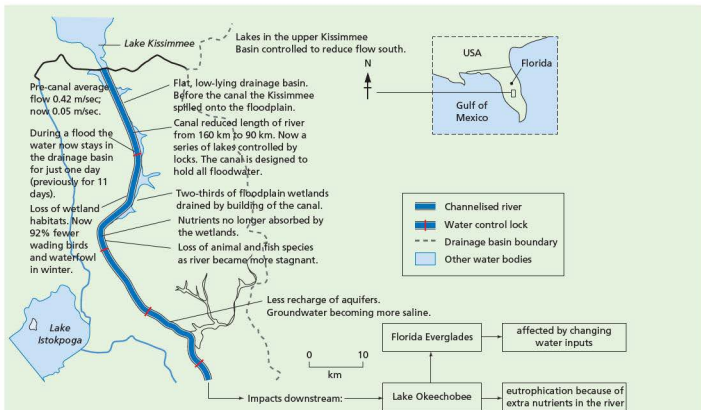 Lake Kissimmee
Lakes in the upper Kissimmee
Basin controlled to reduce flow south.
N
USA
Florida
Gulf of
Mexico
Pre-canal average
flow 0.42 m/sec;
now 0.05 m/sec.
Flat, low-lying drainage basin.
Before the canal the Kissimmee
spilled onto the floodplain.
During a flood the
water now stays in
the drainage basin
for just one day
(previously for 11
days).
Canal reduced length of river
from 160 km to 90 km. Now a
series of lakes controlled by
locks. The canal is designed to
hold all floodwater.
Two-thirds of floodplain wetlands
drained by building of the canal.
Loss of wetland
habitats. Now
92% fewer
wading birds
and waterfowl
in winter.
Nutrients no longer absorbed by
the wetlands.
Loss of animal and fish species
as river became more stagnant.
Channelised river
Water control lock
Drainage basin boundary
Other water bodies
Less recharge of aquifers.
Groundwater becoming more saline.
Lake
Istokpoga
0 10
km
Florida Everglades
affected by changing
water inputs
Impacts downstream:
Lake Okeechobee
eutrophication because of
extra nutrients in the river